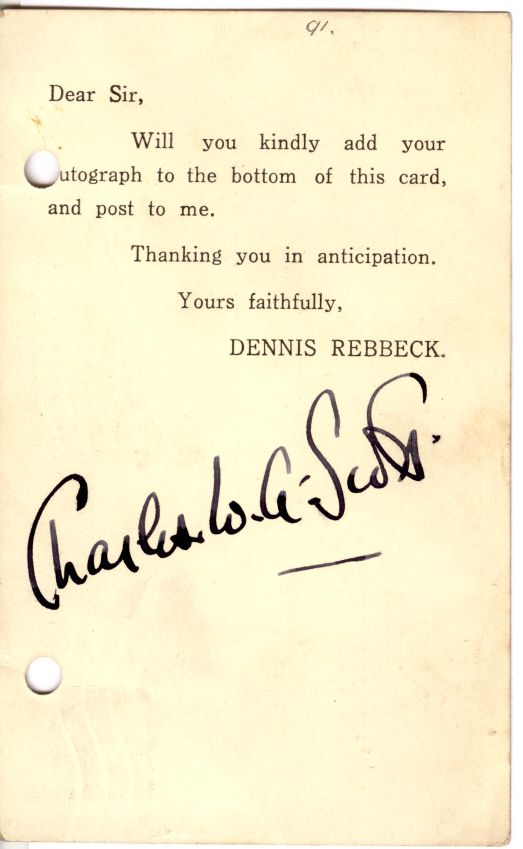 91.
Dear Sir,
Will you kindly add your
utograph to the bottom of this card,
and post to me.
Thanking you in anticipation.
Yours faithfully,
DENNIS REBBECK.
Charles. W. A. Scott.